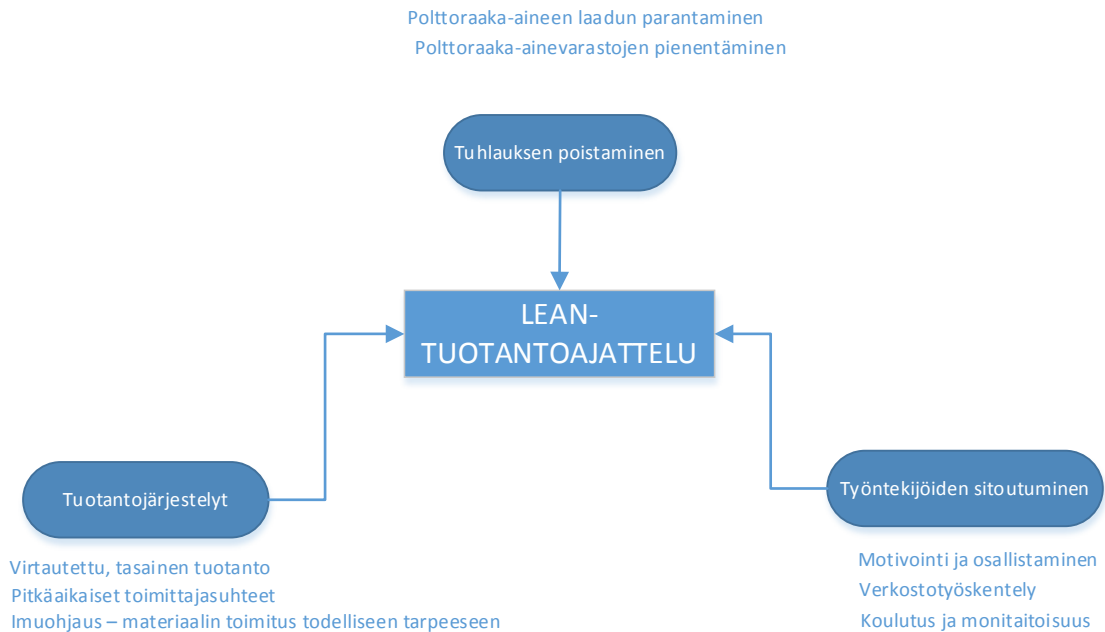 Polttoraaka-aineen laadun parantaminen
Polttoraaka-ainevarastojen pienentäminen
Tuhlauksen poistaminen
LEAN-
TUOTANTOAJATTELU
Tuotantojärjestelyt
Virtautettu, tasainen tuotanto
Pitkäaikaiset toimittajasuhteet
Imuohjaus – materiaalin toimitus todelliseen tarpeeseen
Työntekijöiden sitoutuminen
Motivointi ja osallistaminen
Verkostotyöskentely
Koulutus ja monitaitoisuus